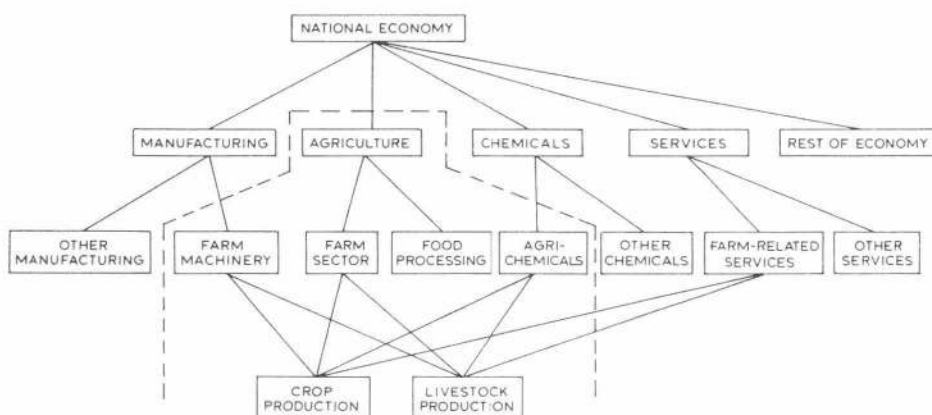 NATIONAL ECONOMY
MANUFACTURING
AGRICULTURE
CHEMICALS
SERVICES
REST OF ECONOMY
OTHER
MANUFACTURING
FARM
MACHINERY
FARM
SECTOR
FOOD
PROCESSING
AGRI-
CHEMICALS
OTHER
CHEMICALS
FARM-RELATED
SERVICES
OTHER
SERVICES
CROP
PRODUCTION
LIVESTOCK
PRODUCTION